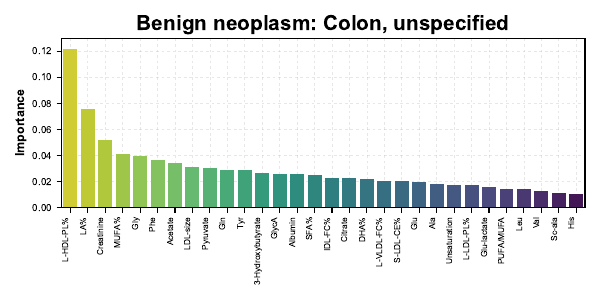 Benign neoplasm: Colon, unspecified
Importance
0.12
0.10
0.08
0.06
0.04
0.02
0.00
L-HDL-PL%
LA%
Creatinine
MUFA%
Gly
Phe
Acetate
LDL-size
Pyruvate
Gln
Tyr
3-Hydroxybutyrate
GlycA
Albumin
SFA%
IDL-FC%
Citrate
DHA%
L-VLDL-FC%
S-LDL-CE%
Glu
Ala
Unsaturation
L-LDL-PL%
Glu-lactate
PUFA/MUFA
Leu
Val
Sc-ala
His